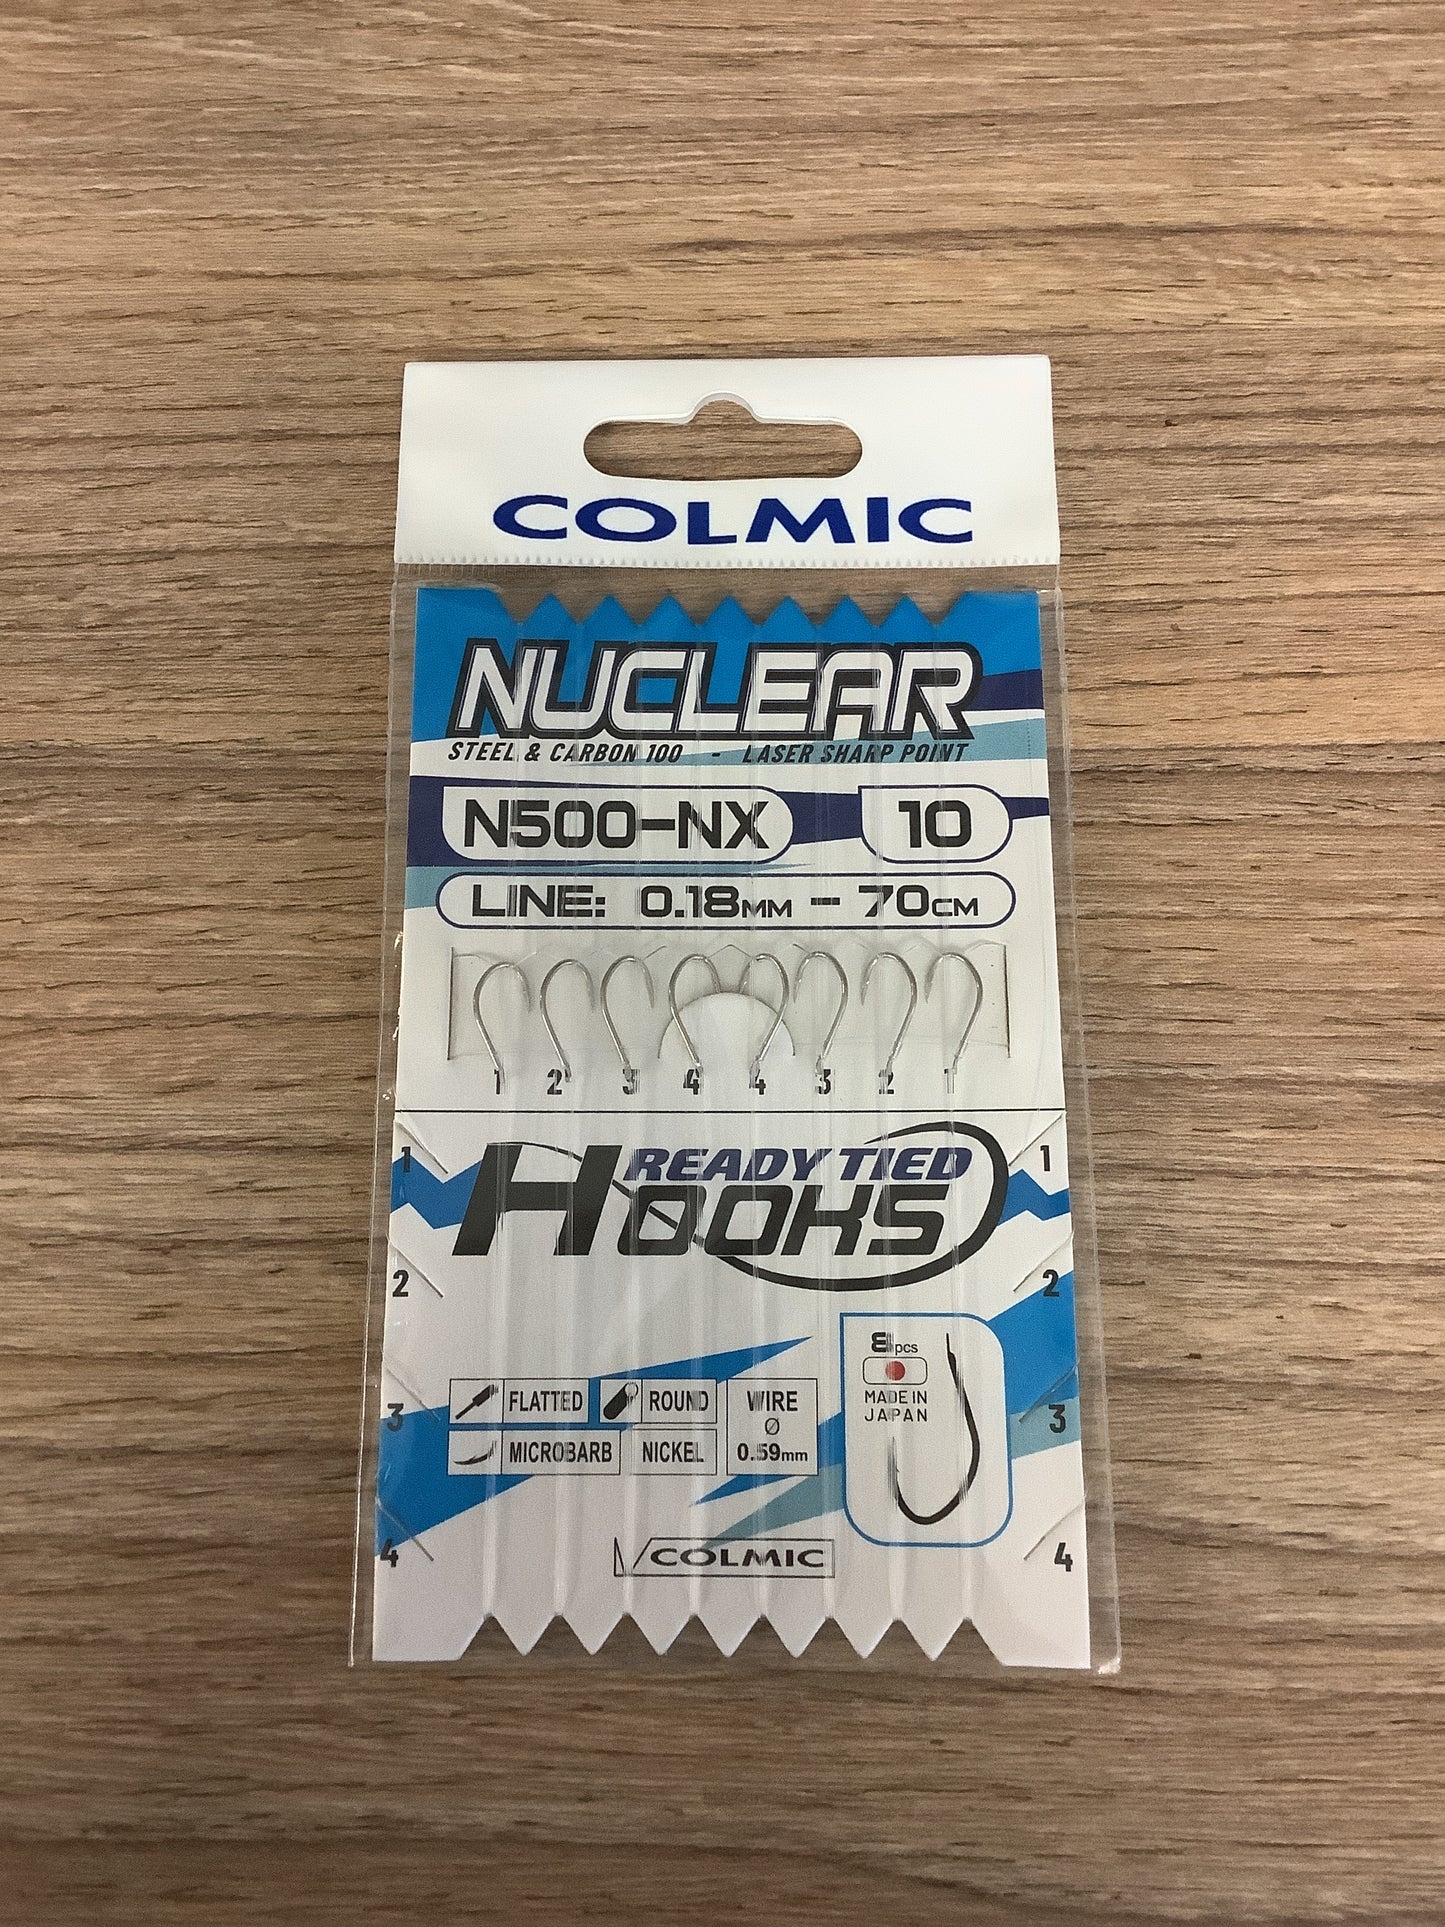 COLMIC
NUCLEAR
STEEL & CARBON 100 - LASER SHARP POINT
N500-NX 10
LINE: 0.18MM - 70CM
1 2 3 4 4 3 2 1
READY TIED
HOOKS
1 1
2 2
3 3
4 4
8pcs
MADE IN
JAPAN
FLATTED ROUND WIRE
Ø
MICROBARB NICKEL 0.59mm
COLMIC